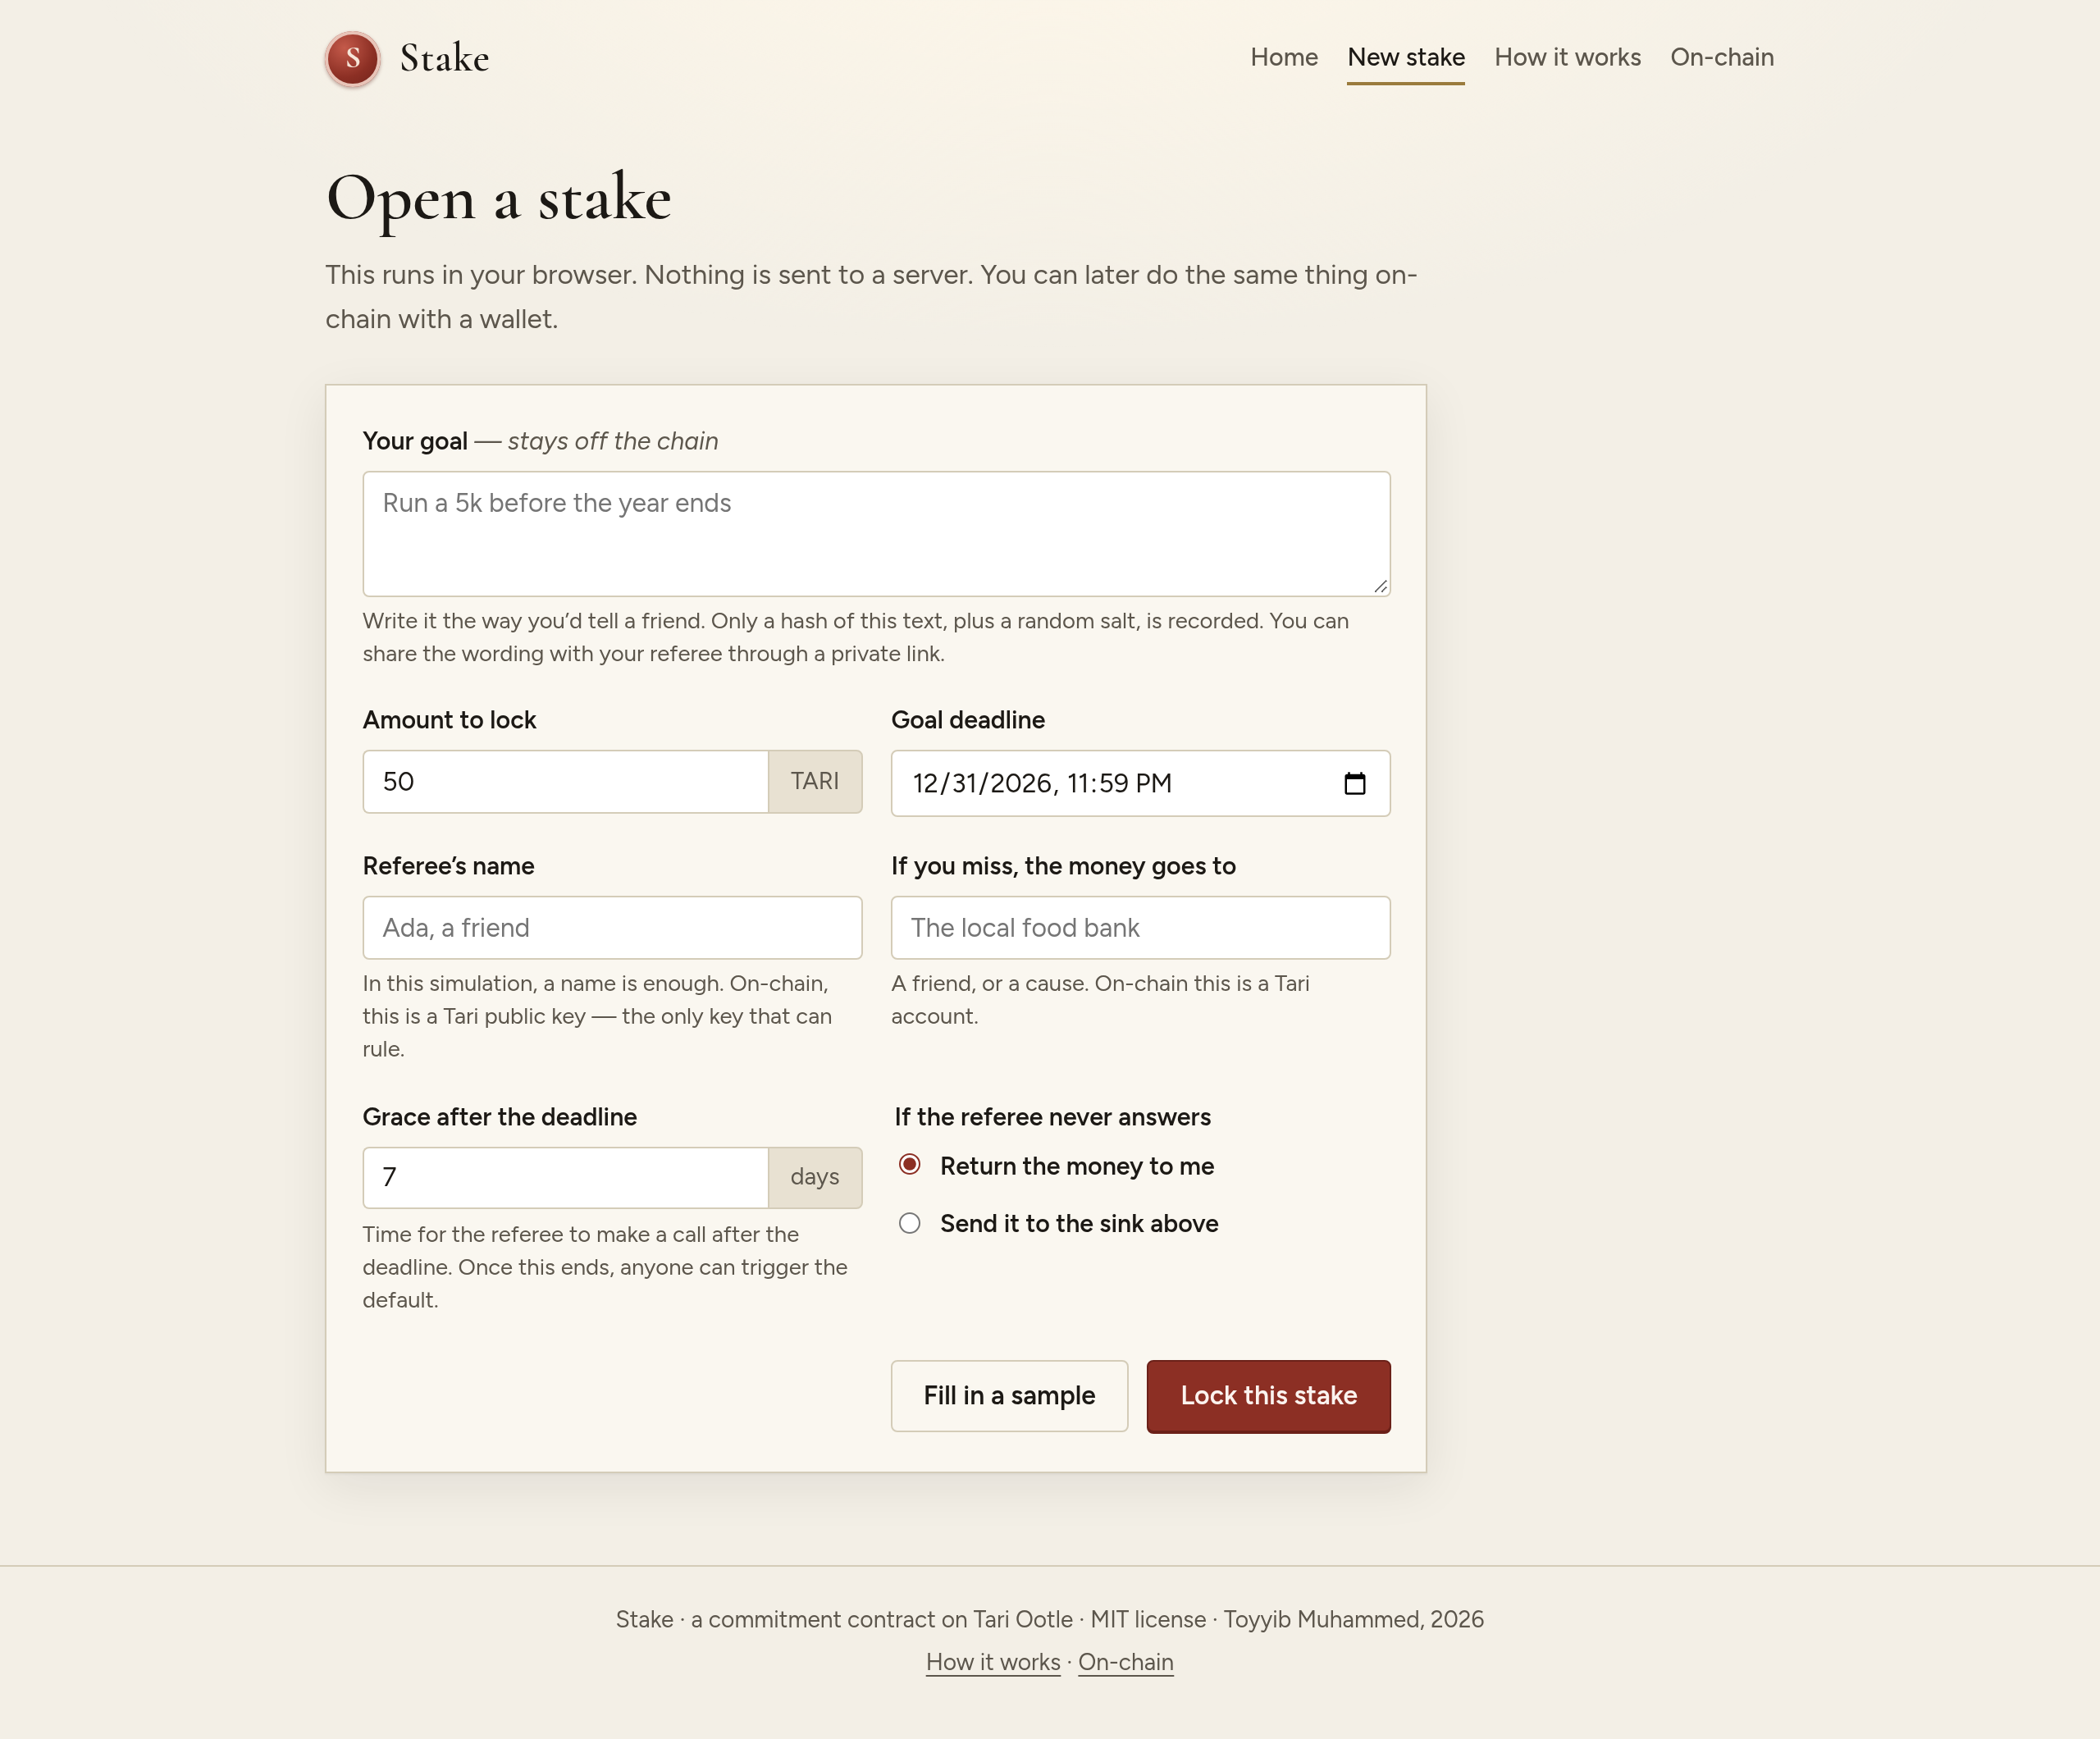 S Stake
Home New stake How it works On-chain
Open a stake
This runs in your browser. Nothing is sent to a server. You can later do the same thing on-
chain with a wallet.
Your goal — stays off the chain
Run a 5k before the year ends
Write it the way you’d tell a friend. Only a hash of this text, plus a random salt, is recorded. You can
share the wording with your referee through a private link.
Amount to lock
50 TARI
Goal deadline
12/31/2026, 11:59 PM
Referee’s name
Ada, a friend
In this simulation, a name is enough. On-chain,
this is a Tari public key — the only key that can
rule.
If you miss, the money goes to
The local food bank
A friend, or a cause. On-chain this is a Tari
account.
Grace after the deadline
7 days
Time for the referee to make a call after the
deadline. Once this ends, anyone can trigger the
default.
If the referee never answers
Return the money to me
Send it to the sink above
Fill in a sample
Lock this stake
Stake · a commitment contract on Tari Ootle · MIT license · Toyyib Muhammed, 2026
How it works · On-chain